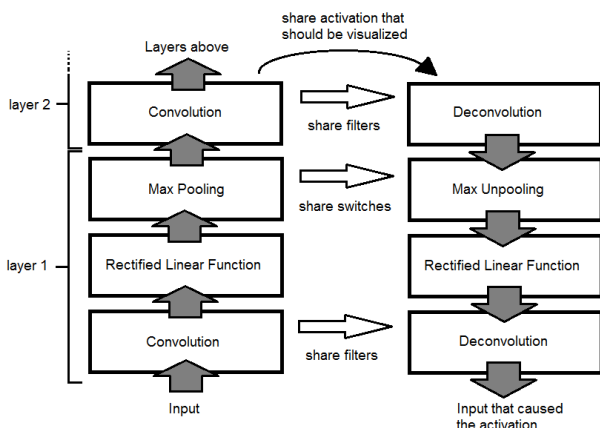 share activation that
should be visualized
Layers above
layer 2
Convolution
share filters
Deconvolution
Max Pooling
share switches
Max Unpooling
layer 1
Rectified Linear Function
Rectified Linear Function
Convolution
share filters
Deconvolution
Input
Input that caused
the activation